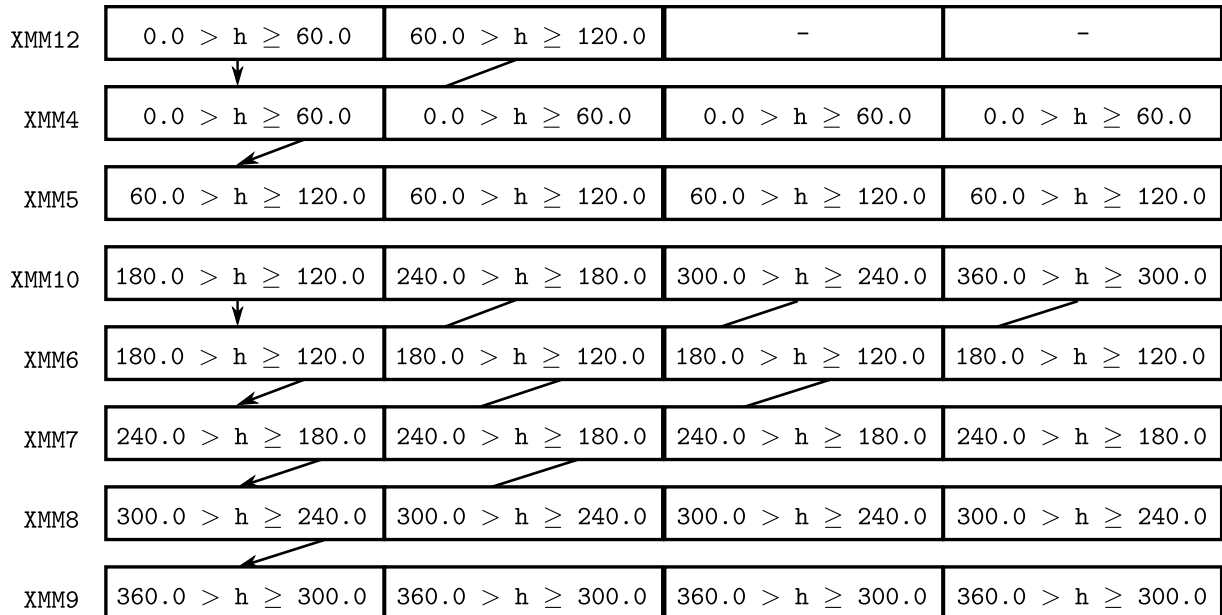 XMM12 0.0 > h ≥ 60.0 60.0 > h ≥ 120.0 - -
XMM4 0.0 > h ≥ 60.0 0.0 > h ≥ 60.0 0.0 > h ≥ 60.0 0.0 > h ≥ 60.0
XMM5 60.0 > h ≥ 120.0 60.0 > h ≥ 120.0 60.0 > h ≥ 120.0 60.0 > h ≥ 120.0
XMM10 180.0 > h ≥ 120.0 240.0 > h ≥ 180.0 300.0 > h ≥ 240.0 360.0 > h ≥ 300.0
XMM6 180.0 > h ≥ 120.0 180.0 > h ≥ 120.0 180.0 > h ≥ 120.0 180.0 > h ≥ 120.0
XMM7 240.0 > h ≥ 180.0 240.0 > h ≥ 180.0 240.0 > h ≥ 180.0 240.0 > h ≥ 180.0
XMM8 300.0 > h ≥ 240.0 300.0 > h ≥ 240.0 300.0 > h ≥ 240.0 300.0 > h ≥ 240.0
XMM9 360.0 > h ≥ 300.0 360.0 > h ≥ 300.0 360.0 > h ≥ 300.0 360.0 > h ≥ 300.0